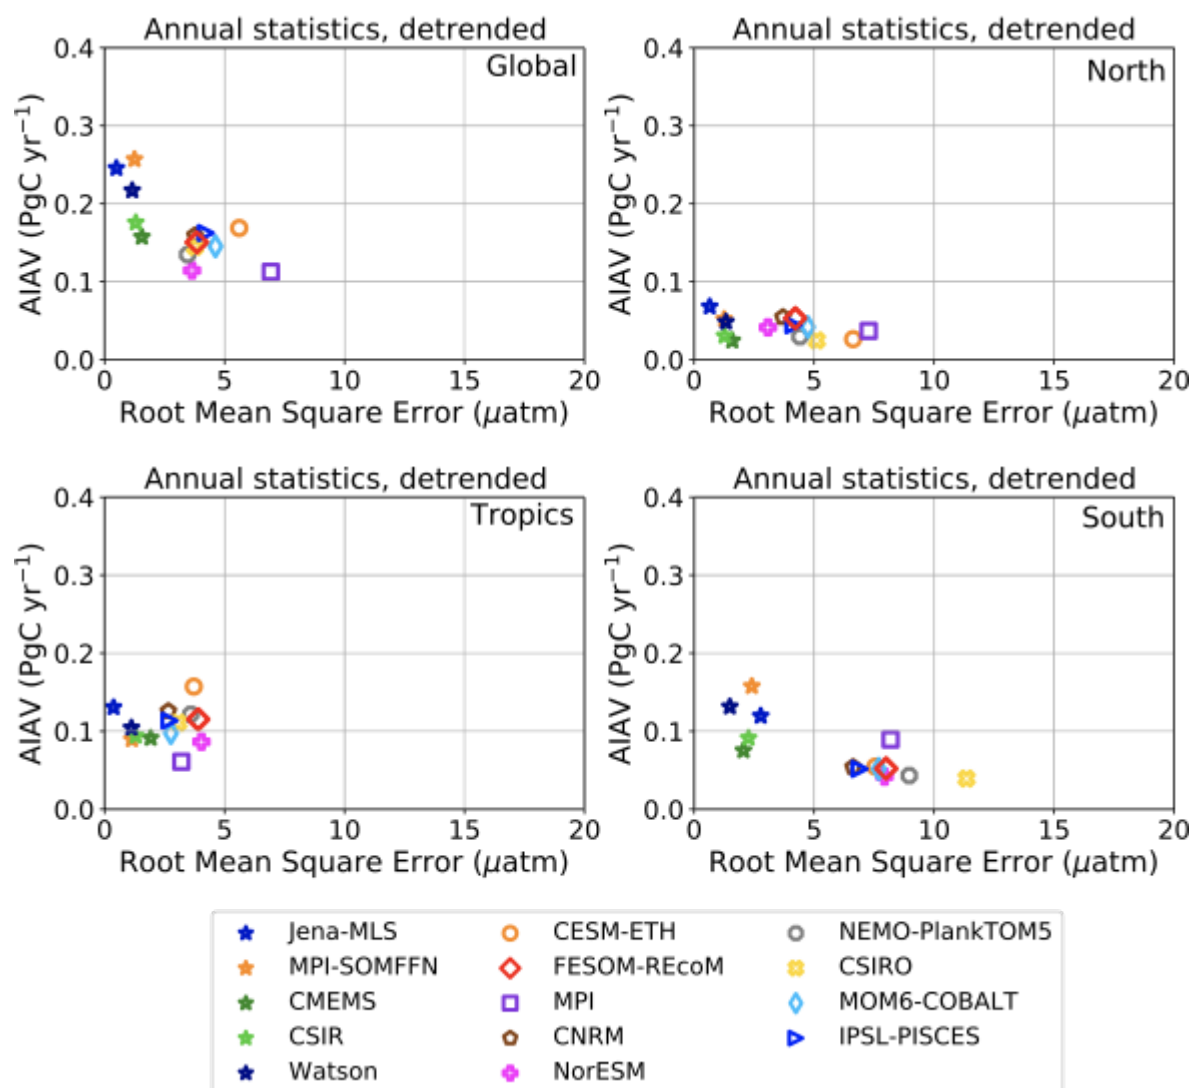 Annual statistics, detrended
Annual statistics, detrended
0.4
Global
0.3
0.2
0.1
0.0
AIAV (PgC yr−1)
0 5 10 15 20
Root Mean Square Error (μatm)
0.4
North
0.3
0.2
0.1
0.0
AIAV (PgC yr−1)
0 5 10 15 20
Root Mean Square Error (μatm)
Annual statistics, detrended
Annual statistics, detrended
0.4
Tropics
0.3
0.2
0.1
0.0
AIAV (PgC yr−1)
0 5 10 15 20
Root Mean Square Error (μatm)
0.4
South
0.3
0.2
0.1
0.0
AIAV (PgC yr−1)
0 5 10 15 20
Root Mean Square Error (μatm)
Jena-MLS
MPI-SOMFFN
CMEMS
CSIR
Watson
CESM-ETH
FESOM-REcoM
MPI
CNRM
NorESM
NEMO-PlankTOM5
CSIRO
MOM6-COBALT
IPSL-PISCES